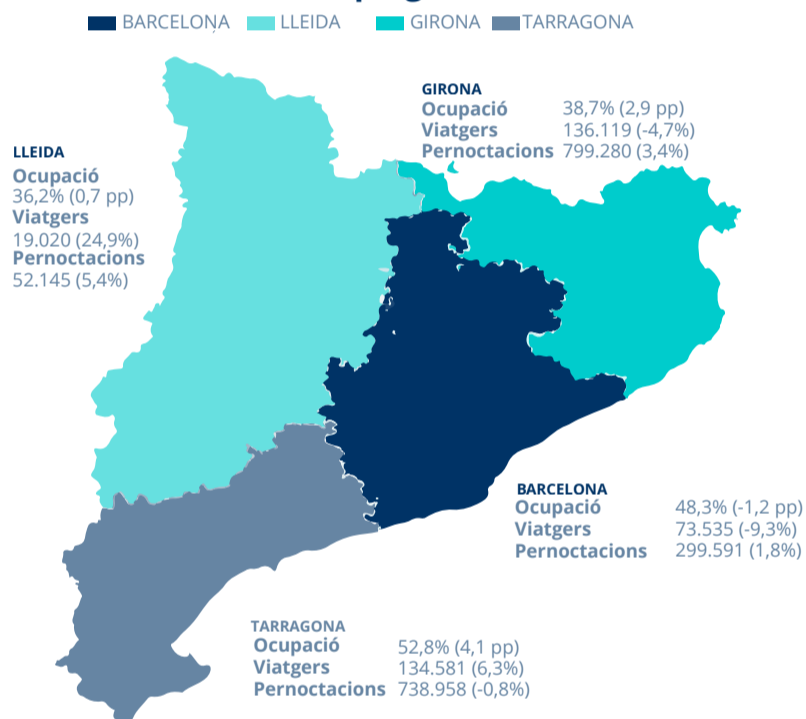 BARCELONA LLEIDA GIRONA TARRAGONA
GIRONA
Ocupació 38,7% (2,9 pp)
Viatgers 136.119 (-4,7%)
Pernoctacions 799.280 (3,4%)
LLEIDA
Ocupació
36,2% (0,7 pp)
Viatgers
19.020 (24,9%)
Pernoctacions
52.145 (5,4%)
BARCELONA
Ocupació 48,3% (-1,2 pp)
Viatgers 73.535 (-9,3%)
Pernoctacions 299.591 (1,8%)
TARRAGONA
Ocupació 52,8% (4,1 pp)
Viatgers 134.581 (6,3%)
Pernoctacions 738.958 (-0,8%)